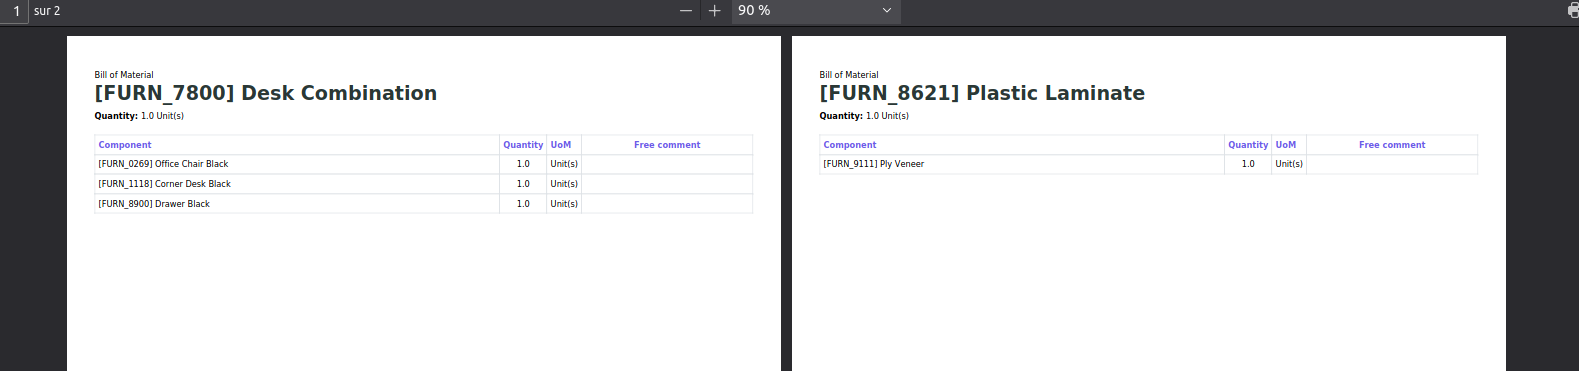 1 sur 2 90 %
Bill of Material
[FURN_7800] Desk Combination
Quantity: 1.0 Unit(s)
Component Quantity UoM Free comment
[FURN_0269] Office Chair Black 1.0 Unit(s)
[FURN_1118] Corner Desk Black 1.0 Unit(s)
[FURN_8900] Drawer Black 1.0 Unit(s)
Bill of Material
[FURN_8621] Plastic Laminate
Quantity: 1.0 Unit(s)
Component Quantity UoM Free comment
[FURN_9111] Ply Veneer 1.0 Unit(s)